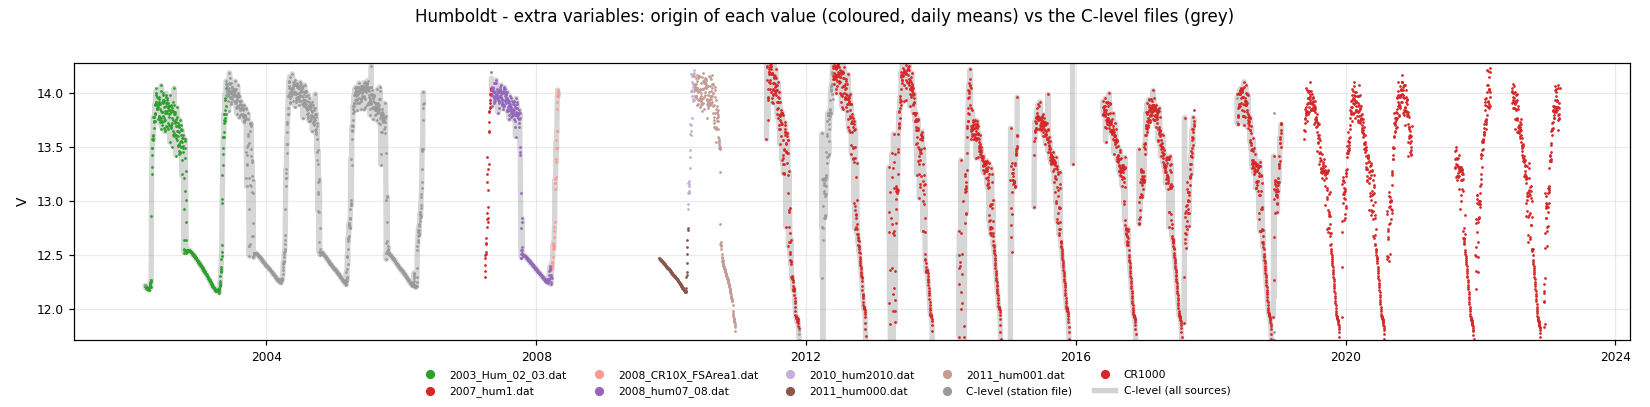 Humboldt - extra variables: origin of each value (coloured, daily means) vs the C-level files (grey)
V
14.0
13.5
13.0
12.5
12.0
2004 2008 2012 2016 2020 2024
2003_Hum_02_03.dat 2008_CR10X_FSArea1.dat 2010_hum2010.dat 2011_hum001.dat CR1000
2007_hum1.dat 2008_hum07_08.dat 2011_hum000.dat C-level (station file) C-level (all sources)